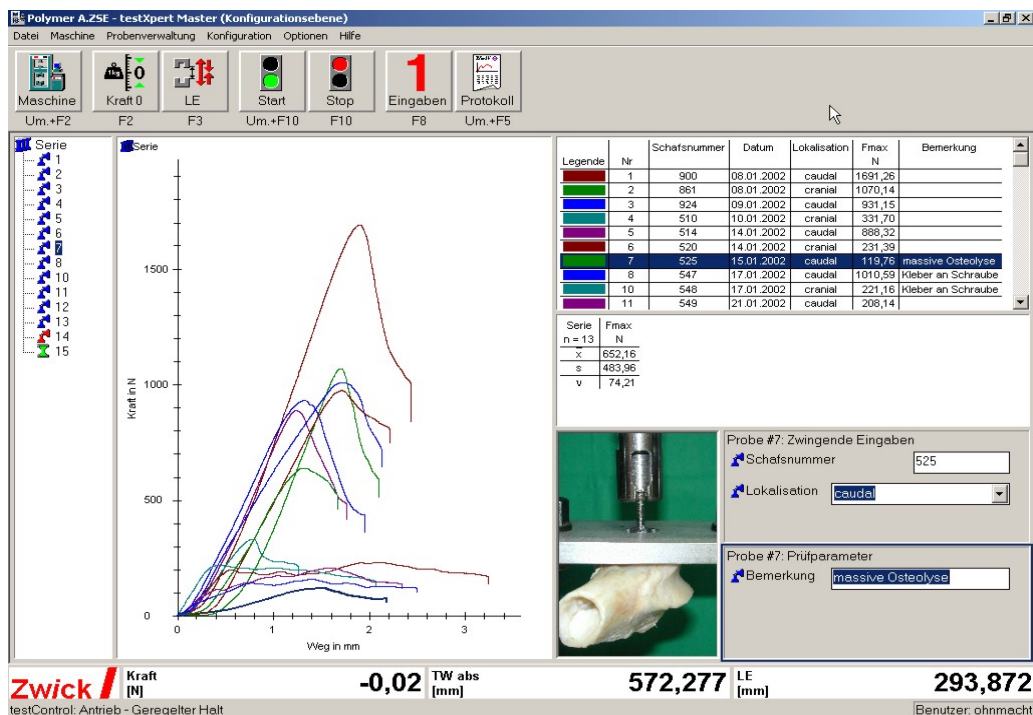 Polymer A.ZSE - testXpert Master (Konfigurationsebene)
Datei Maschine Probenverwaltung Konfiguration Optionen Hilfe
Maschine Kraft 0 LE Start Stop Eingaben Protokoll
Um.+F2 F2 F3 Um.+F10 F10 F8 Um.+F5
Serie
1
2
3
4
5
6
7
8
10
11
12
13
14
15
Serie
Kraft in N
1500
1000
500
0
0 1 2 3
Weg in mm
Legende Nr Schafsnummer Datum Lokalisation Fmax N Bemerkung
1 900 08.01.2002 caudal 1691,26
2 861 08.01.2002 cranial 1070,14
3 924 09.01.2002 caudal 931,15
4 510 10.01.2002 cranial 331,70
5 514 14.01.2002 caudal 888,32
6 520 14.01.2002 cranial 231,39
7 525 15.01.2002 caudal 119,76 massive Osteolyse
8 547 17.01.2002 caudal 1010,59 Kleber an Schraube
10 548 17.01.2002 cranial 221,16 Kleber an Schraube
11 549 21.01.2002 caudal 208,14
Serie Fmax
n = 13 N
x 652,16
s 483,96
ν 74,21
Probe #7: Zwingende Eingaben
Schafsnummer 525
Lokalisation caudal
Probe #7: Prüfparameter
Bemerkung massive Osteolyse
Zwick
Kraft [N] -0,02 TW abs [mm] 572,277 LE [mm] 293,872
testControl: Antrieb - Geregelter Halt Benutzer: ohnmacht